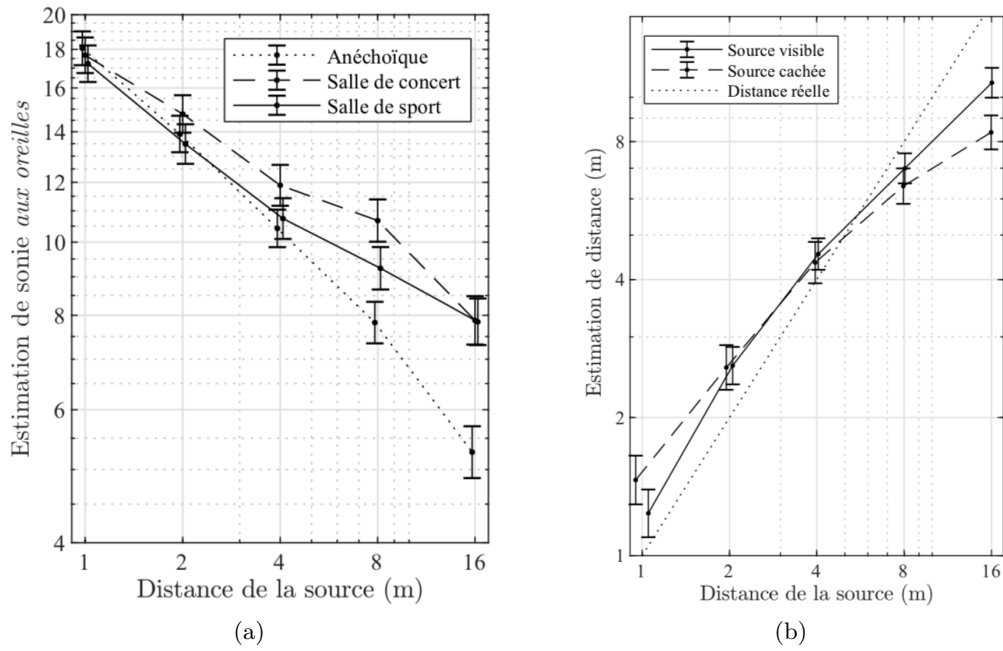 20
18
16
14
12
10
8
6
4
1 2 4 8 16
Estimation de sonie aux oreilles
Distance de la source (m)
Anéchoïque
Salle de concert
Salle de sport
(a)
8
4
2
1
1 2 4 8 16
Estimation de distance (m)
Distance de la source (m)
Source visible
Source cachée
Distance réelle
(b)